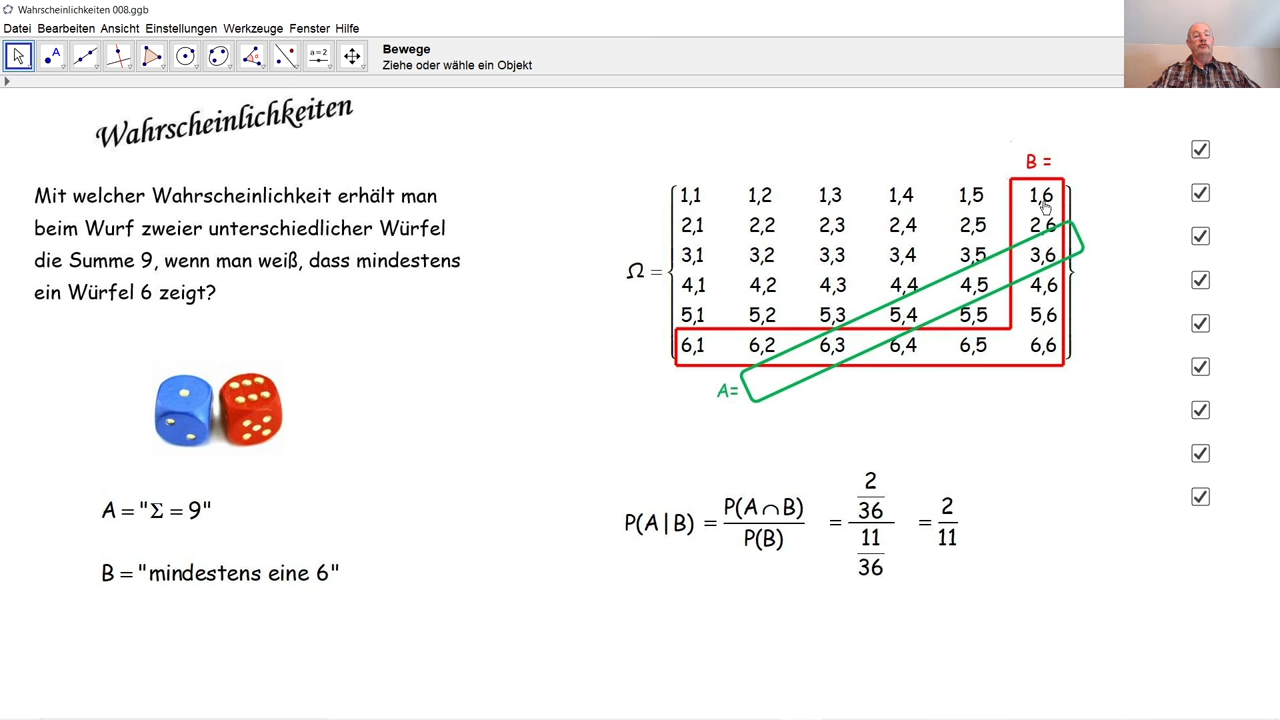 Wahrscheinlichkeiten 008.ggb
Datei Bearbeiten Ansicht Einstellungen Werkzeuge Fenster Hilfe
A a=2 Bewege
Ziehe oder wähle ein Objekt
Wahrscheinlichkeiten
Mit welcher Wahrscheinlichkeit erhält man
beim Wurf zweier unterschiedlicher Würfel
die Summe 9, wenn man weiß, dass mindestens
ein Würfel 6 zeigt?
B =
1,1 1,2 1,3 1,4 1,5 1,6
2,1 2,2 2,3 2,4 2,5 2,6
3,1 3,2 3,3 3,4 3,5 3,6
Ω =
4,1 4,2 4,3 4,4 4,5 4,6
5,1 5,2 5,3 5,4 5,5 5,6
6,1 6,2 6,3 6,4 6,5 6,6
A=
A = "Σ = 9"
B = "mindestens eine 6"
P(A|B) = P(A∩B) / P(B) = 2/36 / 11/36 = 2/11